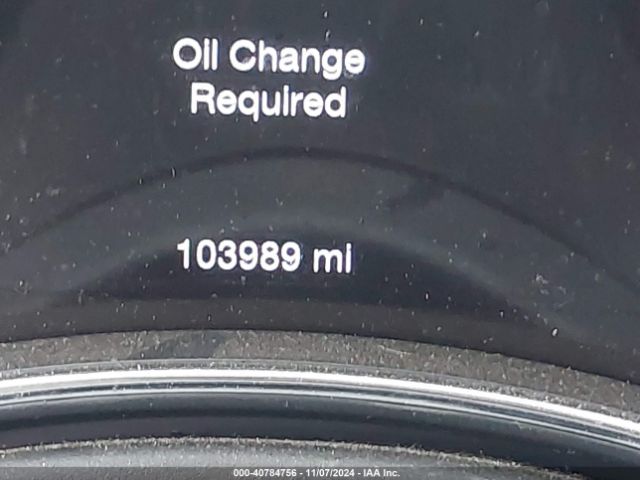 Oil Change
Required
103989 mi
000-40784756 - 11/07/2024 - IAA Inc.